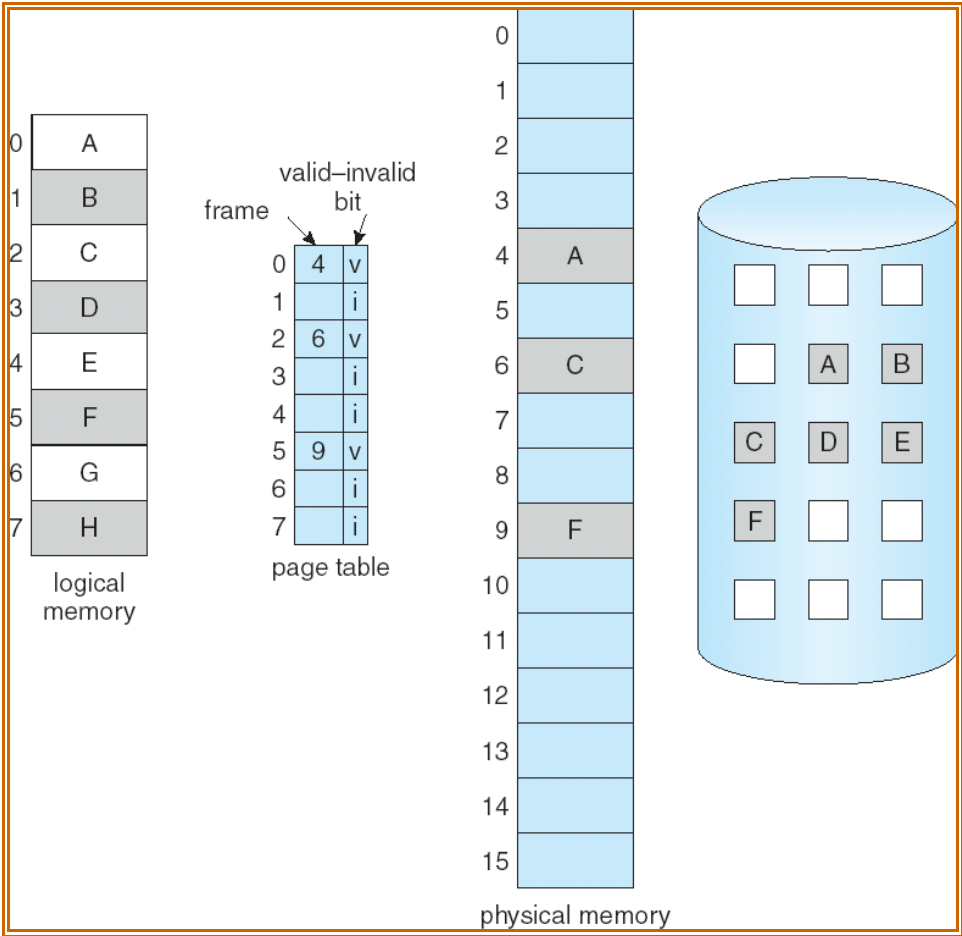 0 A
1 B
2 C
3 D
4 E
5 F
6 G
7 H
logical
memory
valid–invalid
bit
frame
0 4 v
1 i
2 6 v
3 i
4 i
5 9 v
6 i
7 i
page table
0
1
2
3
4 A
5
6 C
7
8
9 F
10
11
12
13
14
15
physical memory
A B
C D E
F